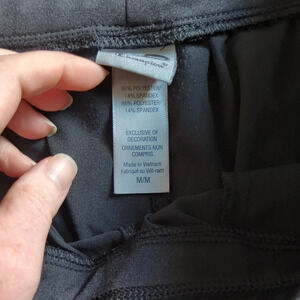 Champion
86% POLYESTER/
14% SPANDEX
86% POLYESTER/
14% SPANDEX
EXCLUSIVE OF
DECORATION
ORNEMENTS NON
COMPRIS.
Made in Vietnam
Fabriqué au Viêt-nam
M/M